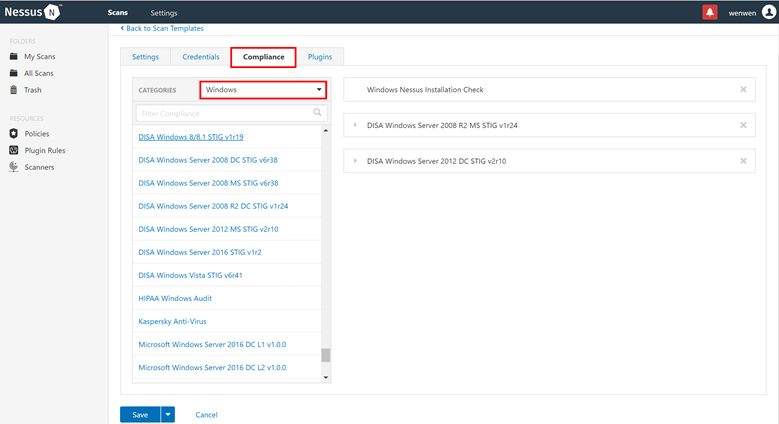 Nessus N Scans Settings wenwen
Back to Scan Templates
FOLDERS
My Scans
All Scans
Trash
RESOURCES
Policies
Plugin Rules
Scanners
Settings Credentials Compliance Plugins
CATEGORIES Windows
Filter Compliance
DISA Windows 8/8.1 STIG v1r19
DISA Windows Server 2008 DC STIG v6r38
DISA Windows Server 2008 MS STIG v6r38
DISA Windows Server 2008 R2 DC STIG v1r24
DISA Windows Server 2012 MS STIG v2r10
DISA Windows Server 2016 STIG v1r2
DISA Windows Vista STIG v6r41
HIPAA Windows Audit
Kaspersky Anti-Virus
Microsoft Windows Server 2016 DC L1 v1.0.0
Microsoft Windows Server 2016 DC L2 v1.0.0
Windows Nessus Installation Check
DISA Windows Server 2008 R2 MS STIG v1r24
DISA Windows Server 2012 DC STIG v2r10
Save Cancel